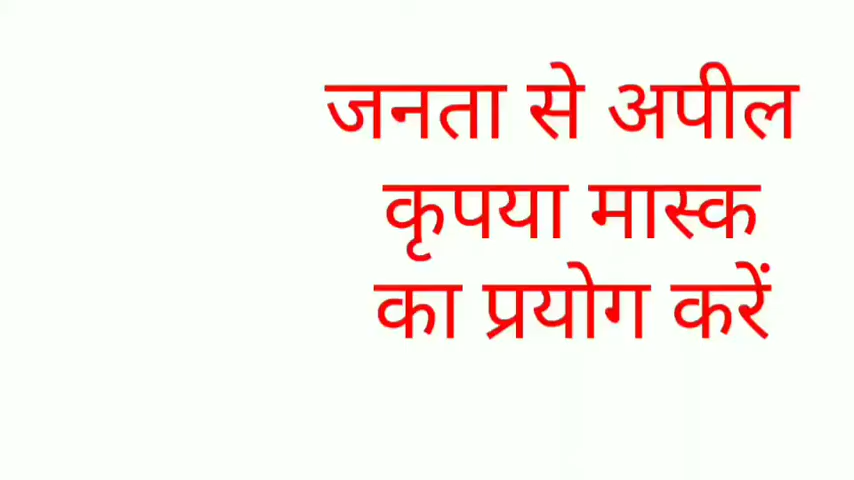 जनता से अपील
कृपया मास्क
का प्रयोग करें